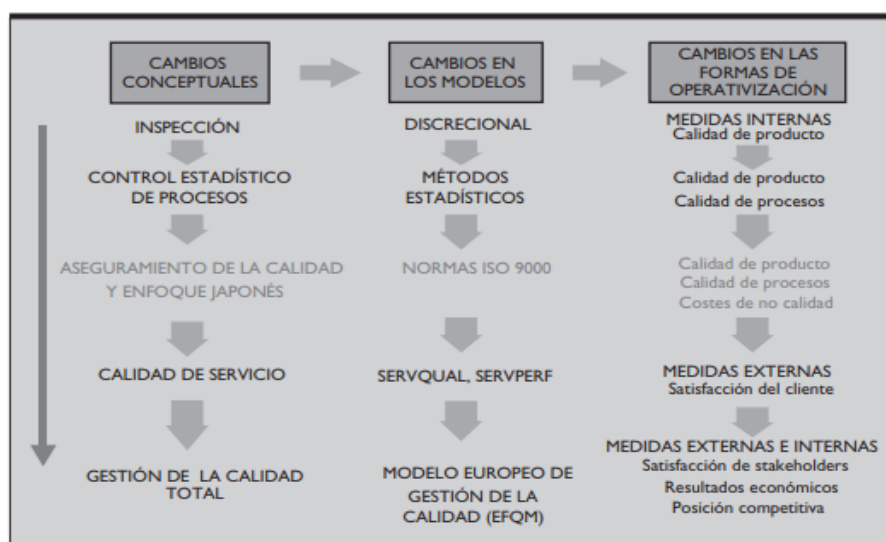 CAMBIOS
CONCEPTUALES
CAMBIOS EN
LOS MODELOS
CAMBIOS EN LAS
FORMAS DE
OPERATIVIZACIÓN
INSPECCIÓN
DISCRECIONAL
MEDIDAS INTERNAS
Calidad de producto
CONTROL ESTADÍSTICO
DE PROCESOS
MÉTODOS
ESTADÍSTICOS
Calidad de producto
Calidad de procesos
ASEGURAMIENTO DE LA CALIDAD
Y ENFOQUE JAPONÉS
NORMAS ISO 9000
Calidad de producto
Calidad de procesos
Costes de no calidad
CALIDAD DE SERVICIO
SERVQUAL, SERVPERF
MEDIDAS EXTERNAS
Satisfacción del cliente
GESTIÓN DE LA CALIDAD
TOTAL
MODELO EUROPEO DE
GESTIÓN DE LA
CALIDAD (EFQM)
MEDIDAS EXTERNAS E INTERNAS
Satisfacción de stakeholders
Resultados económicos
Posición competitiva